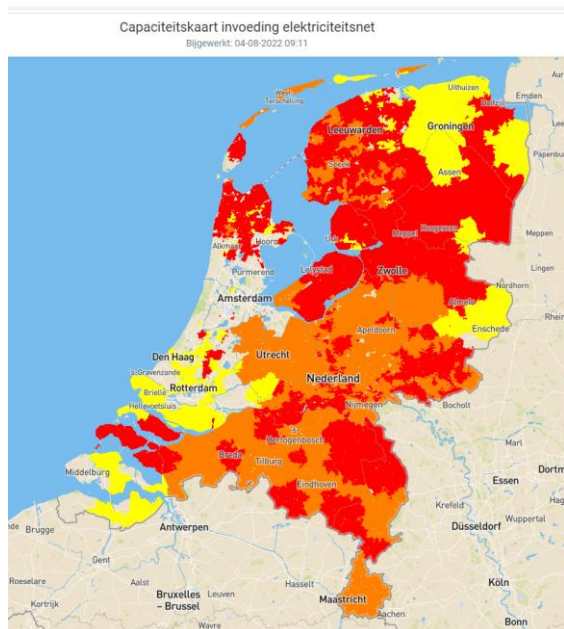 Capaciteitskaart invoeding elektriciteitsnet
Bijgewerkt: 04-08-2022 09:11
Uithuizen
West-
Terschelling
Delfzijl
Emden
Leeuwarden
Groningen
Papenburg
Sneek
Assen
Meppel
Hoogeveen
Meppen
Alkmaar
Hoorn
Lingen
Purmerend
Lelystad
Zwolle
Nordhorn
Amsterdam
Almelo
Apeldoorn
Enschede
Den Haag
Utrecht
's-Gravenzande
Nederland
Rotterdam
Brielle
Hellevoetsluis
Nijmegen
Bocholt
's-
Hertogenbosch
Marl
Breda
Tilburg
Essen
Middelburg
Eindhoven
Krefeld
Wuppertal
Brugge
Antwerpen
Düsseldorf
Gent
Roeselare
Aalst
Hasselt
Köln
Kortrijk
Bruxelles
– Brussel
Leuven
Maastricht
Aachen
Wavre
Bonn